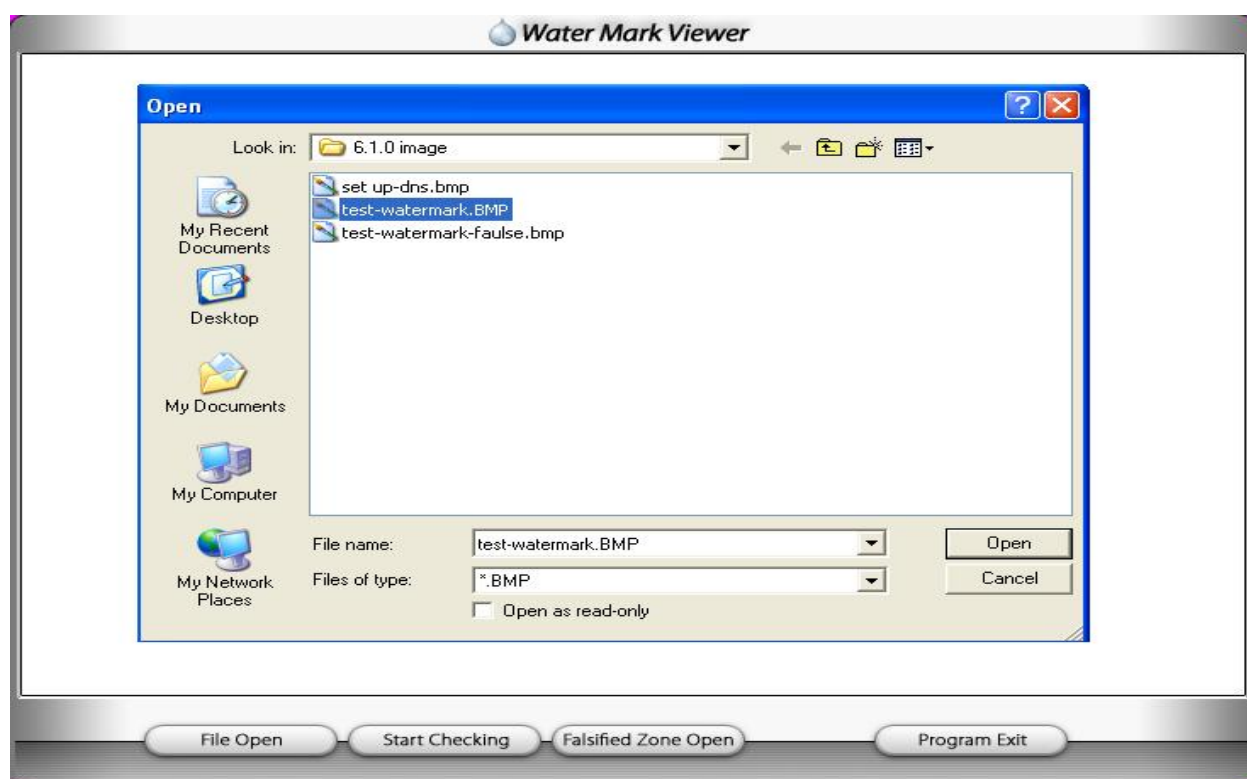 Water Mark Viewer
Open
Look in:
6.1.0 image
set up-dns.bmp
test-watermark.BMP
test-watermark-faulse.bmp
My Recent
Documents
Desktop
My Documents
My Computer
My Network
Places
File name:
test-watermark.BMP
Open
Files of type:
*.BMP
Cancel
Open as read-only
File Open
Start Checking
Falsified Zone Open
Program Exit